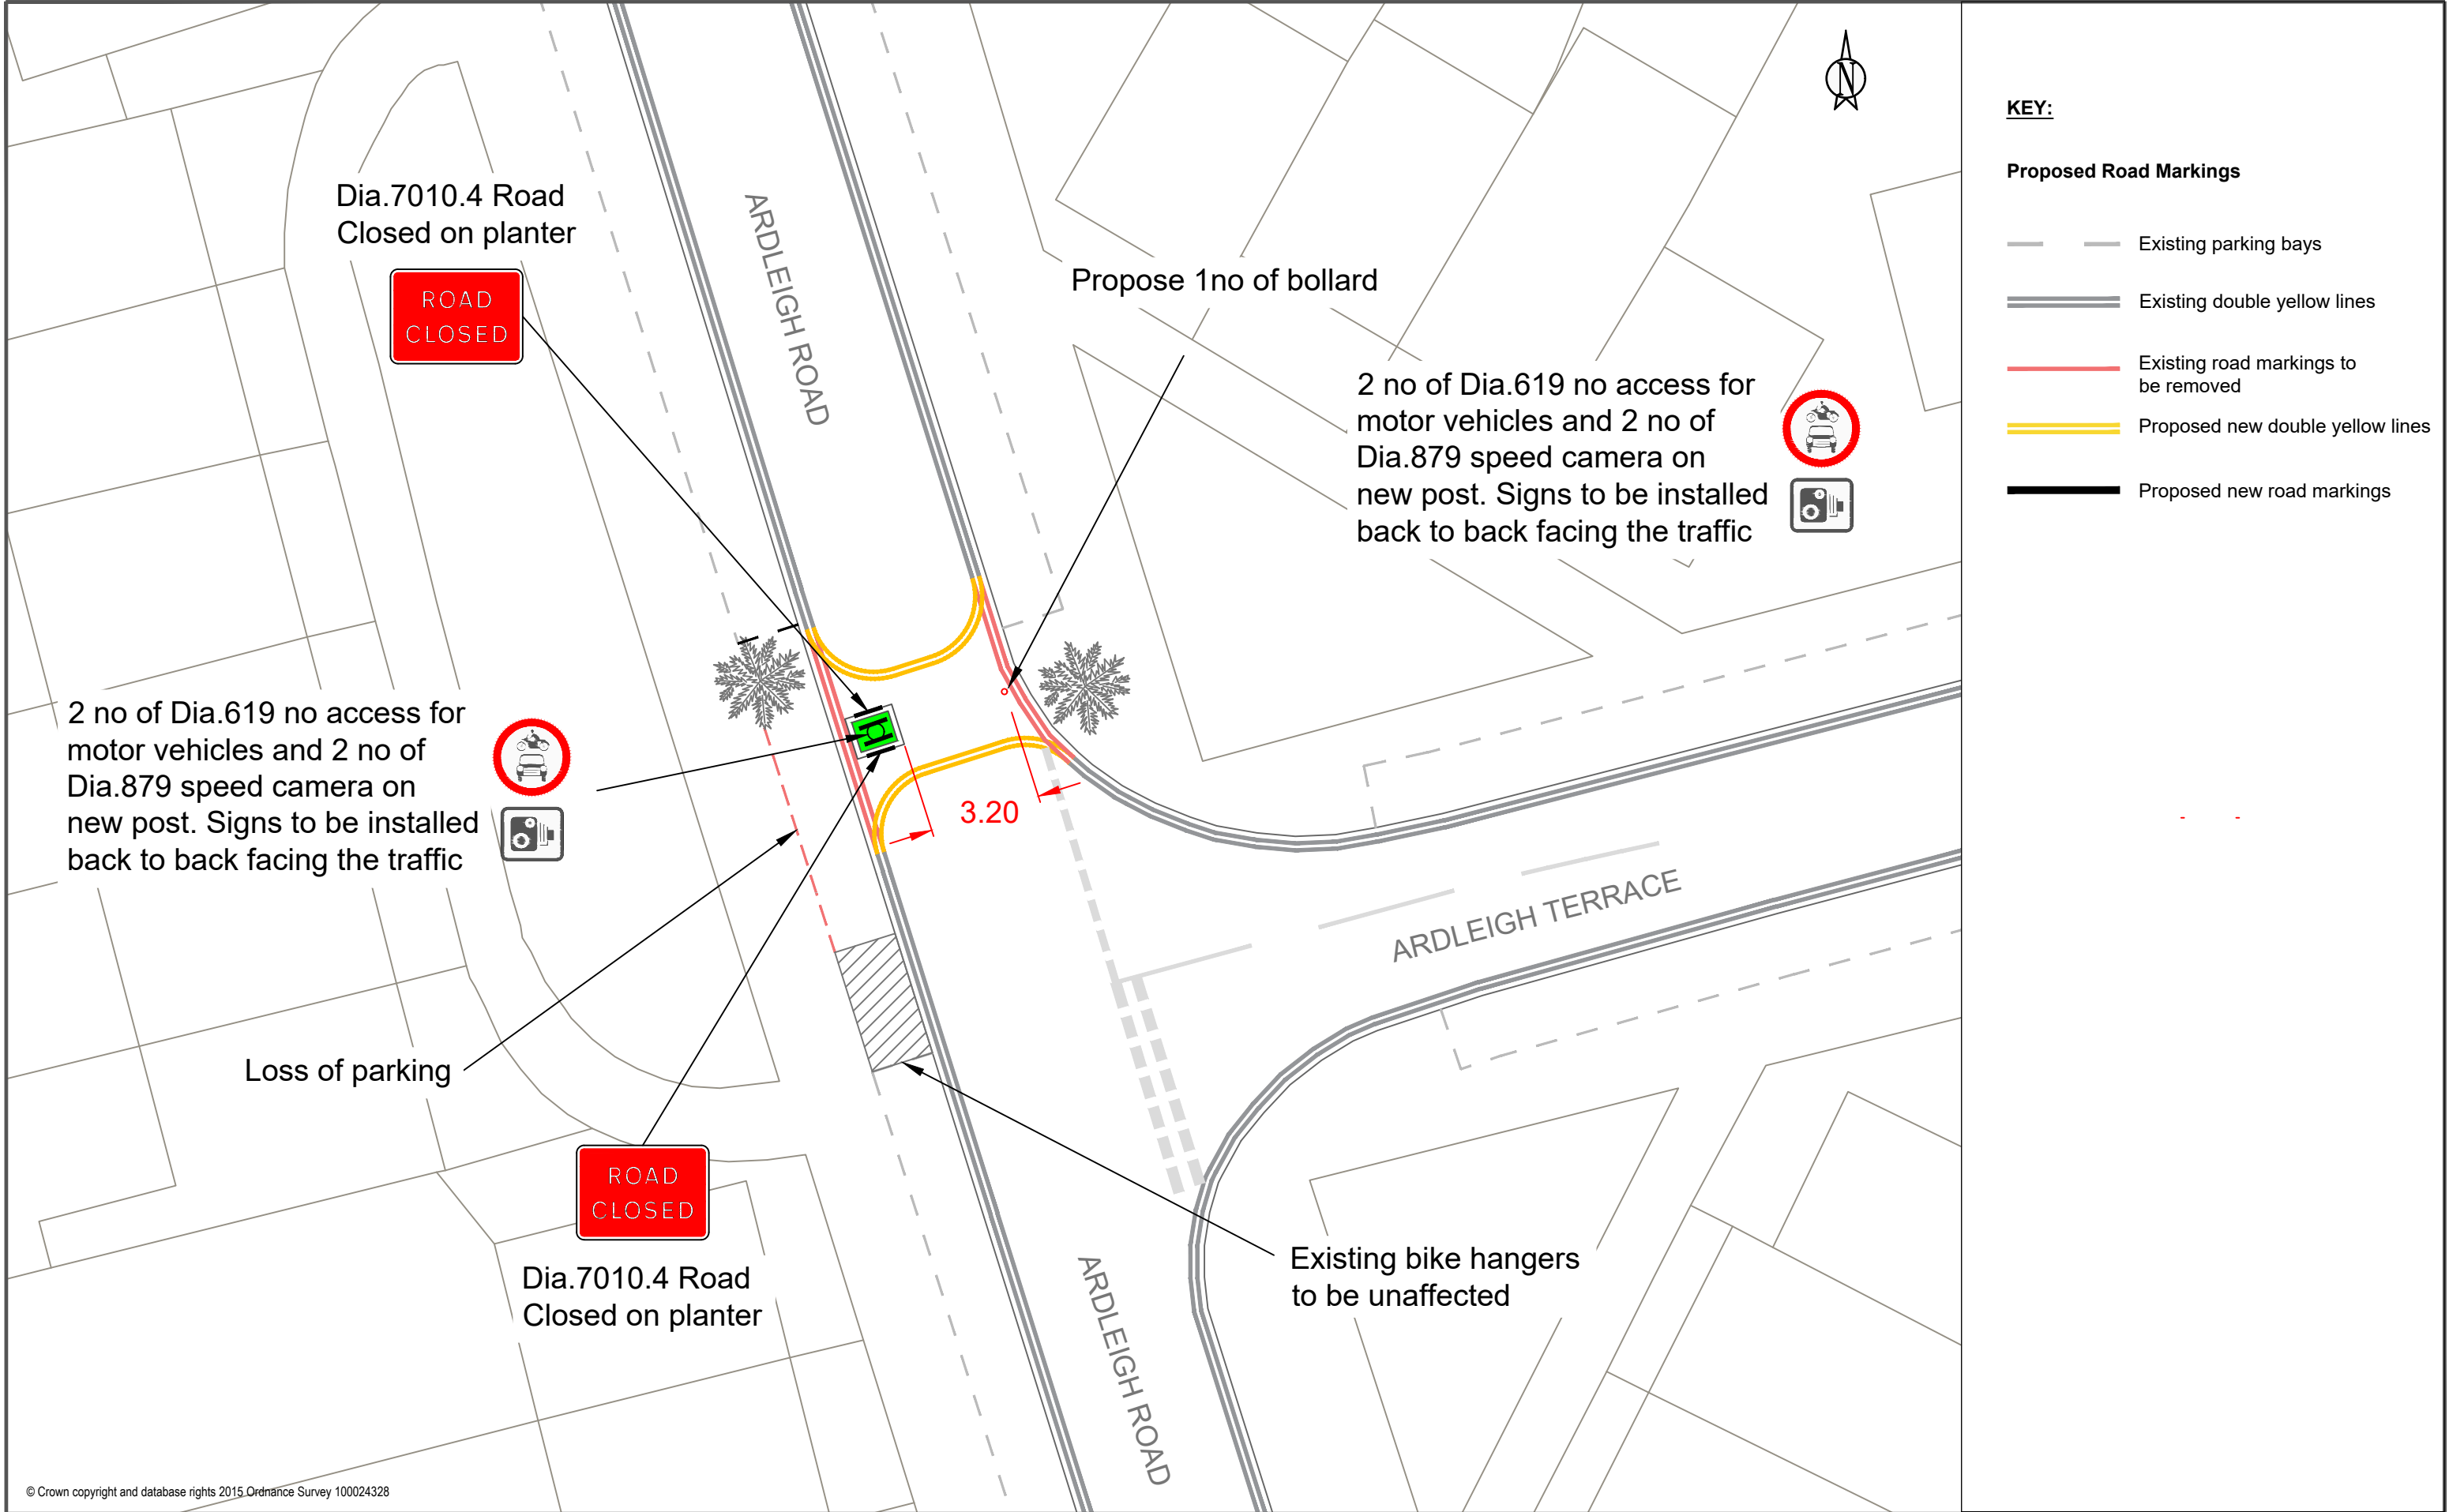 Dia.7010.4 Road
Closed on planter
ROAD
CLOSED
ARDLEIGH ROAD
Propose 1no of bollard
2 no of Dia.619 no access for
motor vehicles and 2 no of
Dia.879 speed camera on
new post. Signs to be installed
back to back facing the traffic
N
2 no of Dia.619 no access for
motor vehicles and 2 no of
Dia.879 speed camera on
new post. Signs to be installed
back to back facing the traffic
3.20
ARDLEIGH TERRACE
Loss of parking
ROAD
CLOSED
Dia.7010.4 Road
Closed on planter
Existing bike hangers
to be unaffected
ARDLEIGH ROAD
© Crown copyright and database rights 2015 Ordnance Survey 100024328
KEY:
Proposed Road Markings
Existing parking bays
Existing double yellow lines
Existing road markings to
be removed
Proposed new double yellow lines
Proposed new road markings